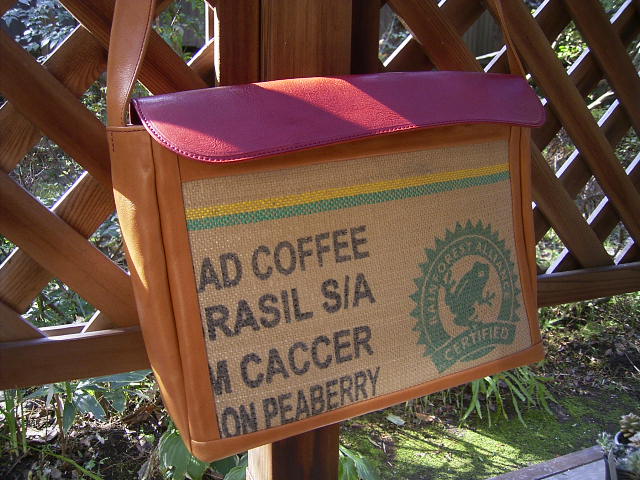 AD COFFEE
RASIL S/A
M CACCER
ON PEABERRY
RAINFOREST ALLIANCE
CERTIFIED